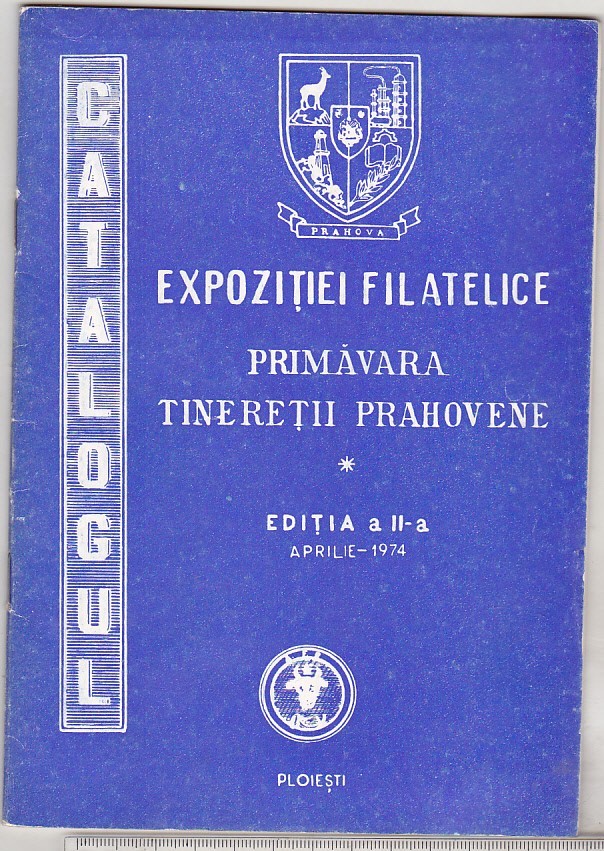 CATALOGUL
PRAHOVA
EXPOZIȚIEI FILATELICE
PRIMĂVARA
TINEREȚII PRAHOVENE
*
EDIȚIA a II-a
APRILIE-1974
PLOIEȘTI